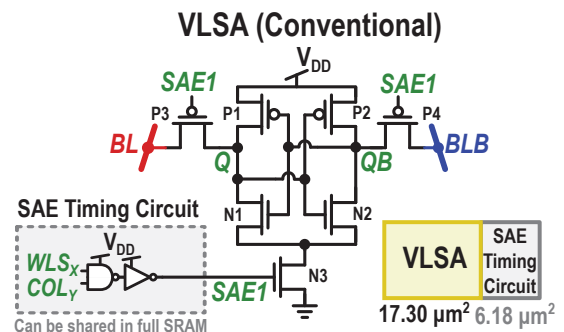 VLSA (Conventional)
VDD
SAE1
SAE1
P3
P1
P2
P4
BL
Q
QB
BLB
SAE Timing Circuit
N1
N2
VDD
WLSX
COLY
SAE1
N3
VLSA
SAE
Timing
Circuit
17.30 µm² 6.18 µm²
Can be shared in full SRAM